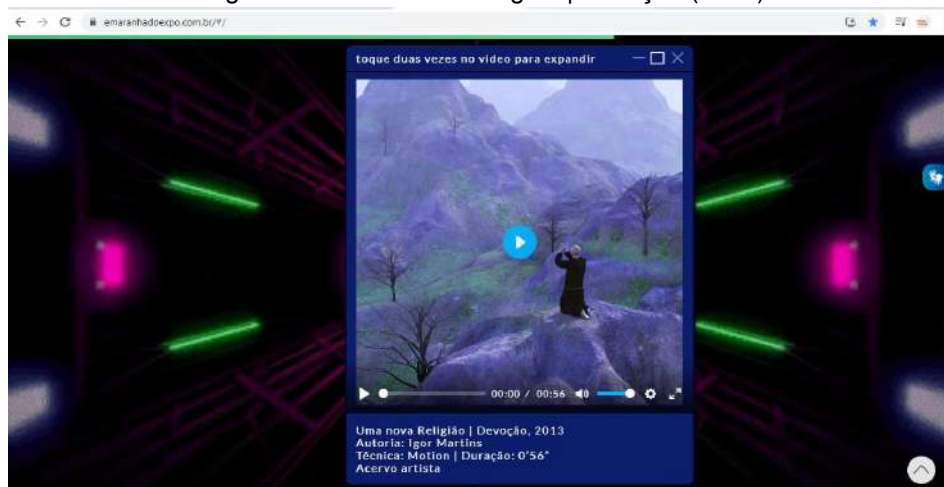 emaranhadoexpo.com.br/#/
toque duas vezes no vídeo para expandir
00:00 / 00:56
Uma nova Religião | Devoção, 2013
Autoria: Igor Martins
Técnica: Motion | Duração: 0'56"
Acervo artista